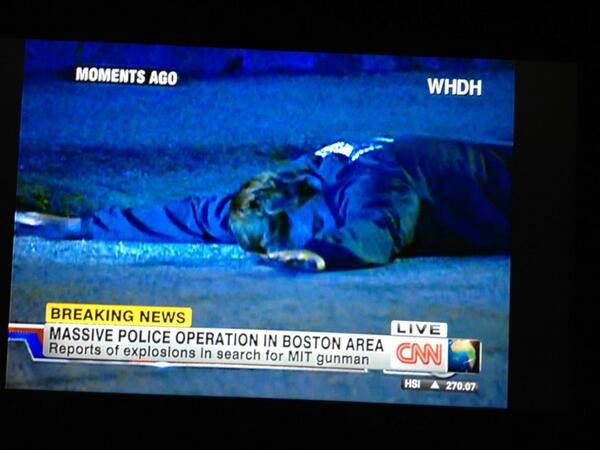 MOMENTS AGO
WHDH
BREAKING NEWS
MASSIVE POLICE OPERATION IN BOSTON AREA
Reports of explosions in search for MIT gunman
LIVE
CNN
HSI ▲ 270.07